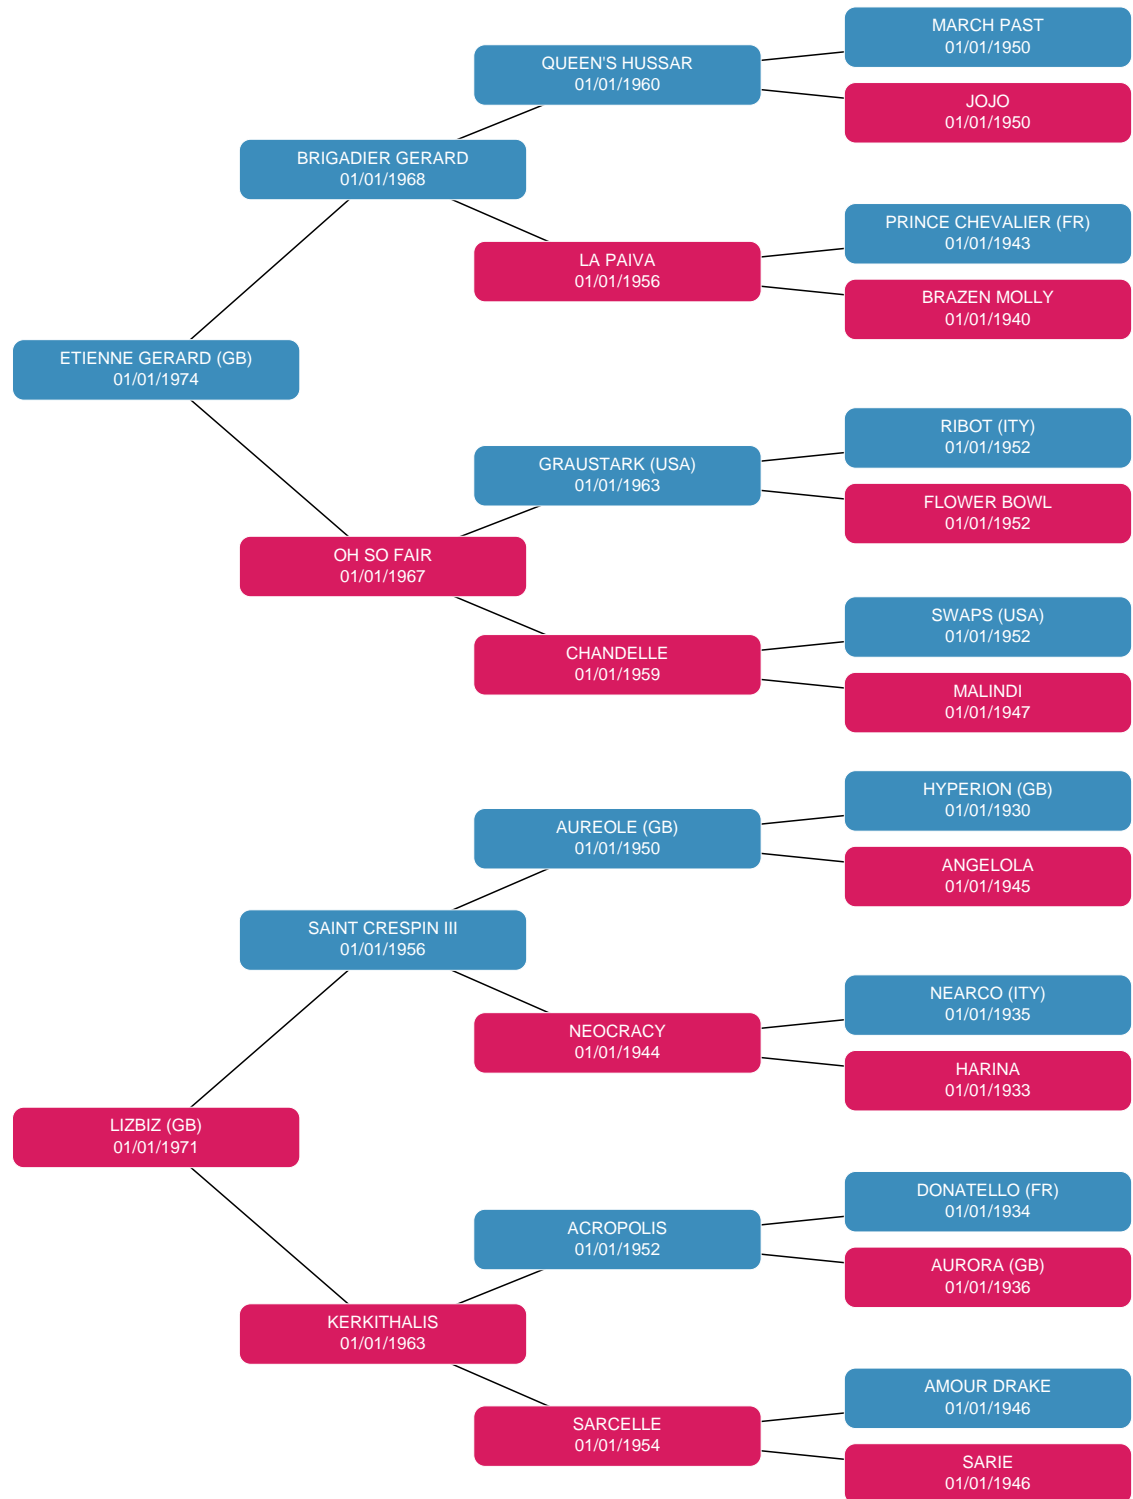 MARCH PAST
01/01/1950
QUEEN'S HUSSAR
01/01/1960
JOJO
01/01/1950
BRIGADIER GERARD
01/01/1968
PRINCE CHEVALIER (FR)
01/01/1943
LA PAIVA
01/01/1956
BRAZEN MOLLY
01/01/1940
ETIENNE GERARD (GB)
01/01/1974
RIBOT (ITY)
01/01/1952
GRAUSTARK (USA)
01/01/1963
FLOWER BOWL
01/01/1952
OH SO FAIR
01/01/1967
SWAPS (USA)
01/01/1952
CHANDELLE
01/01/1959
MALINDI
01/01/1947
HYPERION (GB)
01/01/1930
AUREOLE (GB)
01/01/1950
ANGELOLA
01/01/1945
SAINT CRESPIN III
01/01/1956
NEARCO (ITY)
01/01/1935
NEOCRACY
01/01/1944
HARINA
01/01/1933
LIZBIZ (GB)
01/01/1971
DONATELLO (FR)
01/01/1934
ACROPOLIS
01/01/1952
AURORA (GB)
01/01/1936
KERKITHALIS
01/01/1963
AMOUR DRAKE
01/01/1946
SARCELLE
01/01/1954
SARIE
01/01/1946